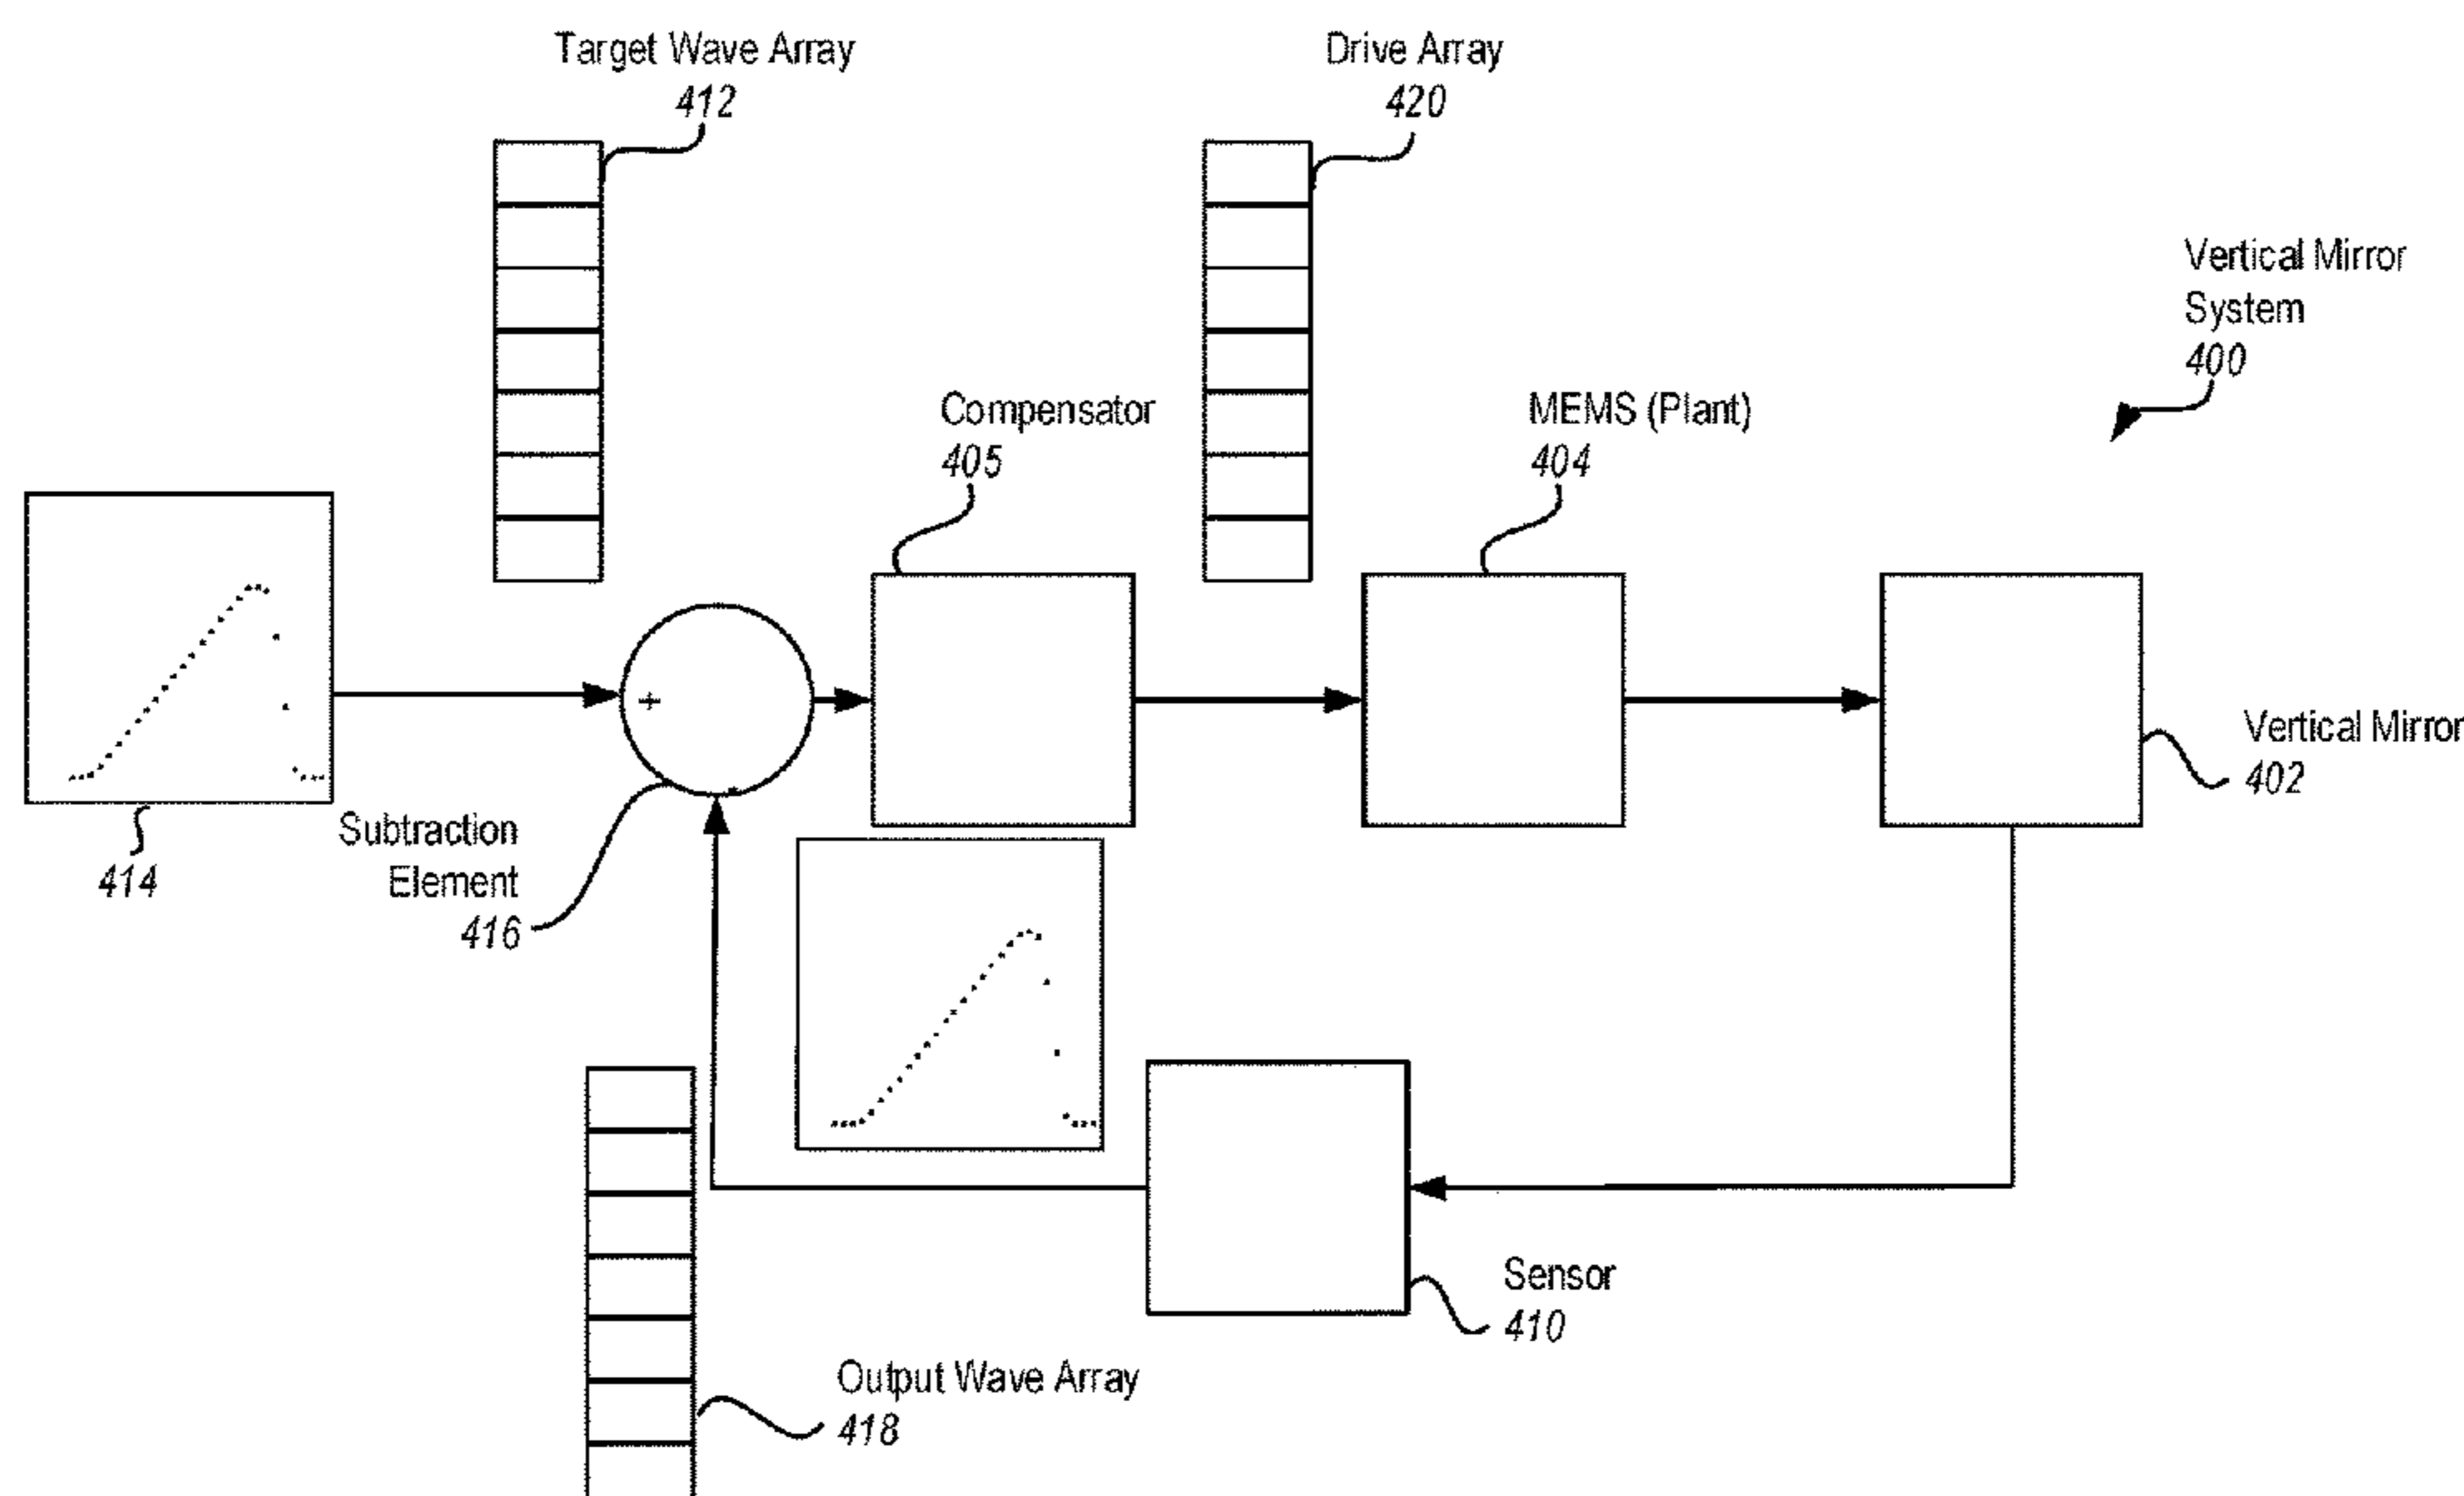 Target Wave Array
412
Drive Array
420
Vertical Mirror
System
400
Compensator
405
MEMS (Plant)
404
+
-
414
Subtraction
Element
416
Vertical Mirror
402
Sensor
410
Output Wave Array
418